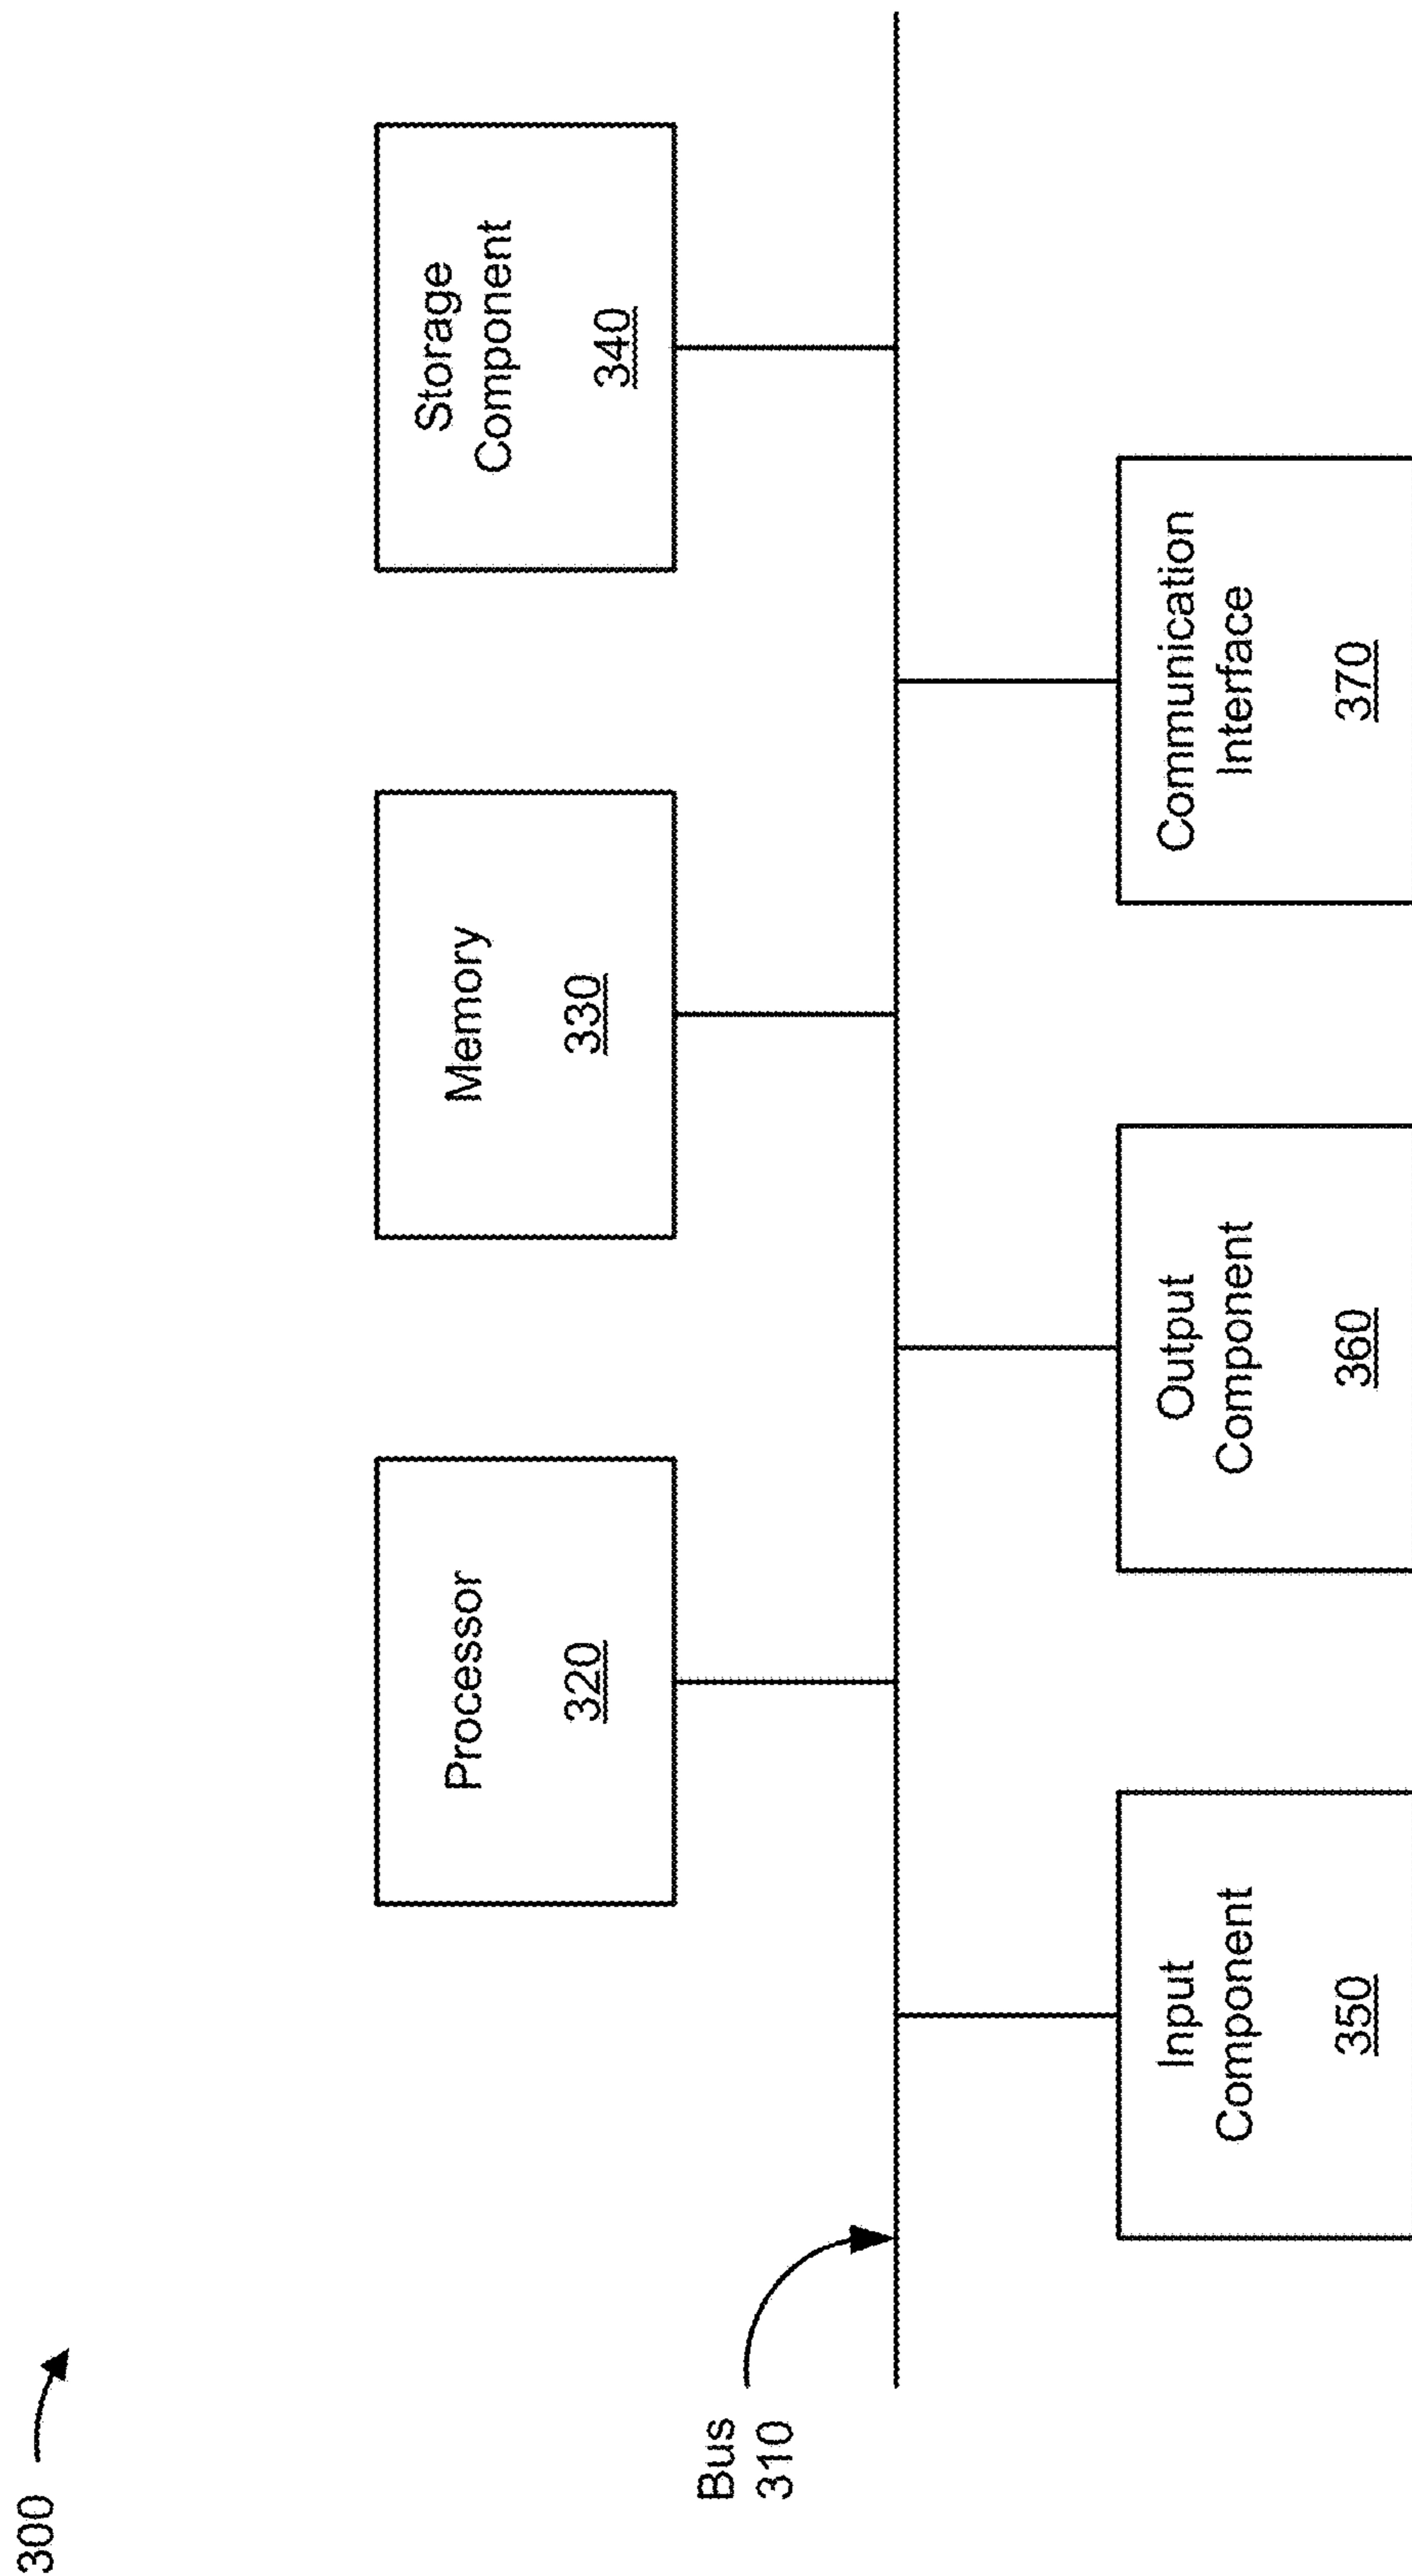 300
Processor
320
Memory
330
Storage
Component
340
Bus
310
Input
Component
350
Output
Component
360
Communication
Interface
370